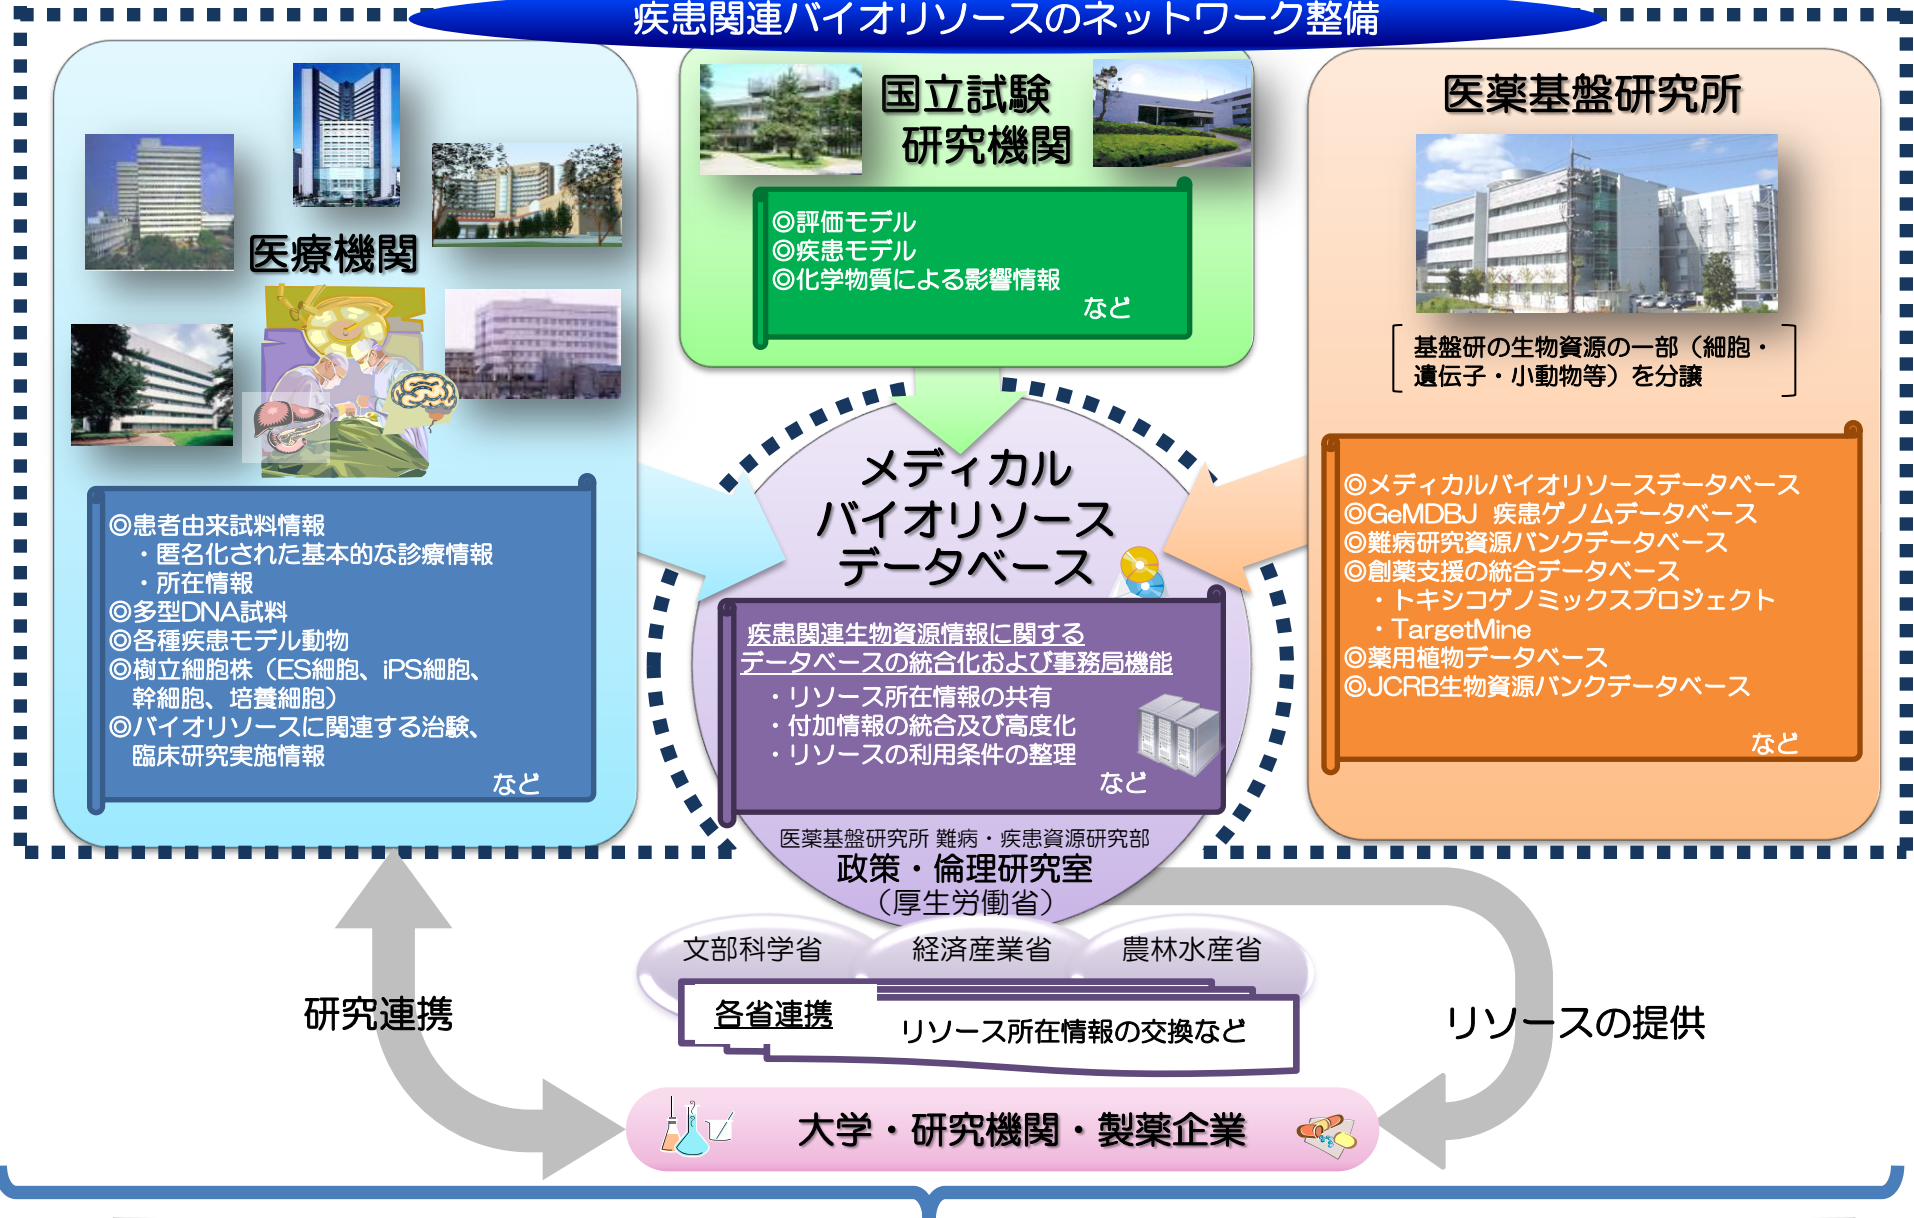 疾患関連バイオリソースのネットワーク整備
医療機関
◎患者由来試料情報
・匿名化された基本的な診療情報
・所在情報
◎多型DNA試料
◎各種疾患モデル動物
◎樹立細胞株（ES細胞、iPS細胞、
幹細胞、培養細胞）
◎バイオリソースに関連する治験、
臨床研究実施情報
など
国立試験
研究機関
◎評価モデル
◎疾患モデル
◎化学物質による影響情報
など
医薬基盤研究所
基盤研の生物資源の一部（細胞・
遺伝子・小動物等）を分譲
◎メディカルバイオリソースデータベース
◎GeMDBJ 疾患ゲノムデータベース
◎難病研究資源バンクデータベース
◎創薬支援の統合データベース
・トキシコゲノミックスプロジェクト
・TargetMine
◎薬用植物データベース
◎JCRB生物資源バンクデータベース
など
メディカル
バイオリソース
データベース
疾患関連生物資源情報に関する
データベースの統合化および事務局機能
・リソース所在情報の共有
・付加情報の統合及び高度化
・リソースの利用条件の整理
など
医薬基盤研究所 難病・疾患資源研究部
政策・倫理研究室
（厚生労働省）
文部科学省
経済産業省
農林水産省
各省連携
リソース所在情報の交換など
研究連携
リソースの提供
大学・研究機関・製薬企業